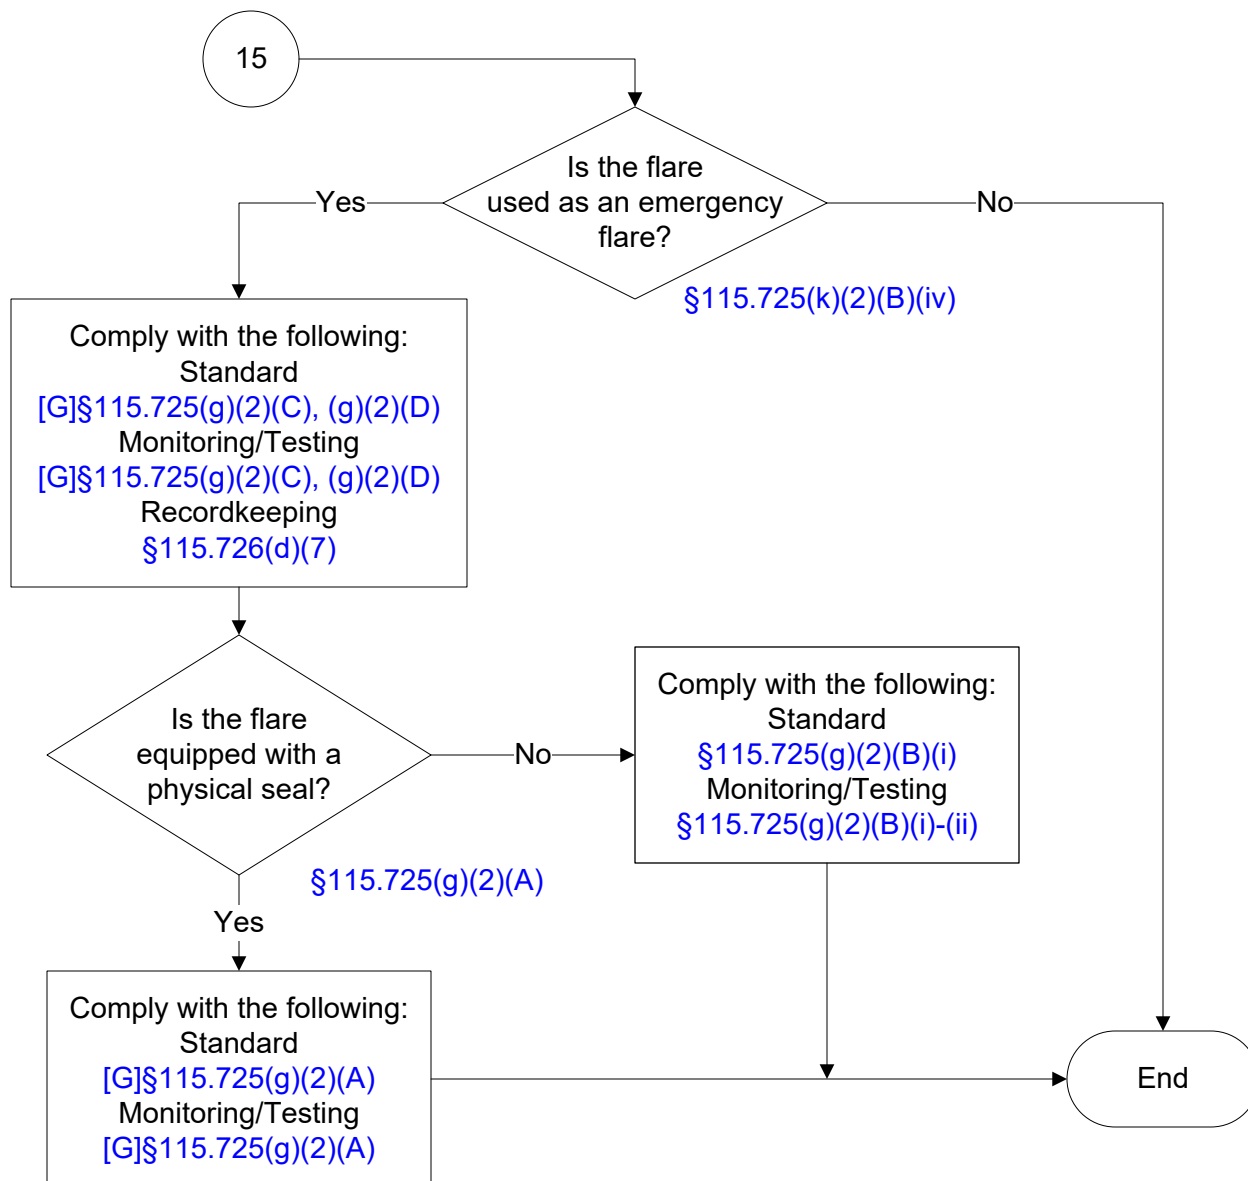 15
Is the flare
used as an emergency
flare?
Yes
No
§115.725(k)(2)(B)(iv)
Comply with the following:
Standard
[G]§115.725(g)(2)(C), (g)(2)(D)
Monitoring/Testing
[G]§115.725(g)(2)(C), (g)(2)(D)
Recordkeeping
§115.726(d)(7)
Is the flare
equipped with a
physical seal?
No
Comply with the following:
Standard
§115.725(g)(2)(B)(i)
Monitoring/Testing
§115.725(g)(2)(B)(i)-(ii)
§115.725(g)(2)(A)
Yes
Comply with the following:
Standard
[G]§115.725(g)(2)(A)
Monitoring/Testing
[G]§115.725(g)(2)(A)
End